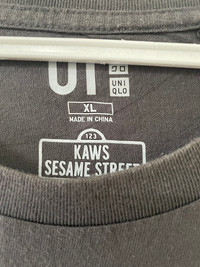 UT
UNI
QLO
XL
MADE IN CHINA
123
KAWS
SESAME STREET